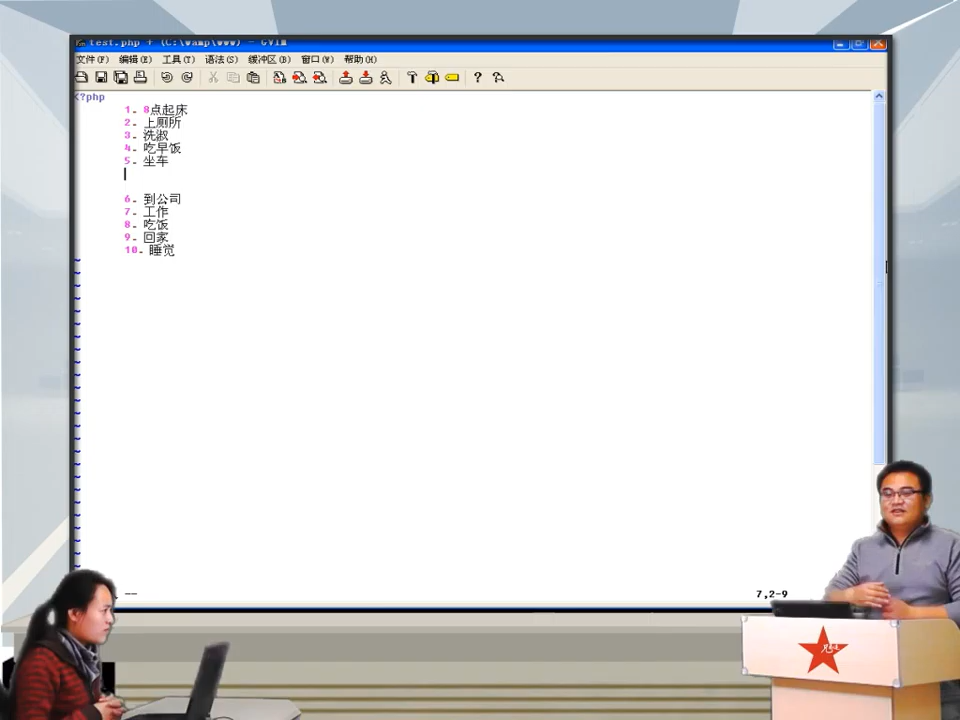 test.php + (C:\wamp\www) - GVIM
文件(F) 编辑(E) 工具(T) 语法(S) 缓冲区(B) 窗口(W) 帮助(H)
<?php
1. 8点起床
2. 上厕所
3. 洗淑
4. 吃早饭
5. 坐车
6. 到公司
7. 工作
8. 吃饭
9. 回家
10. 睡觉
--
7,2-9